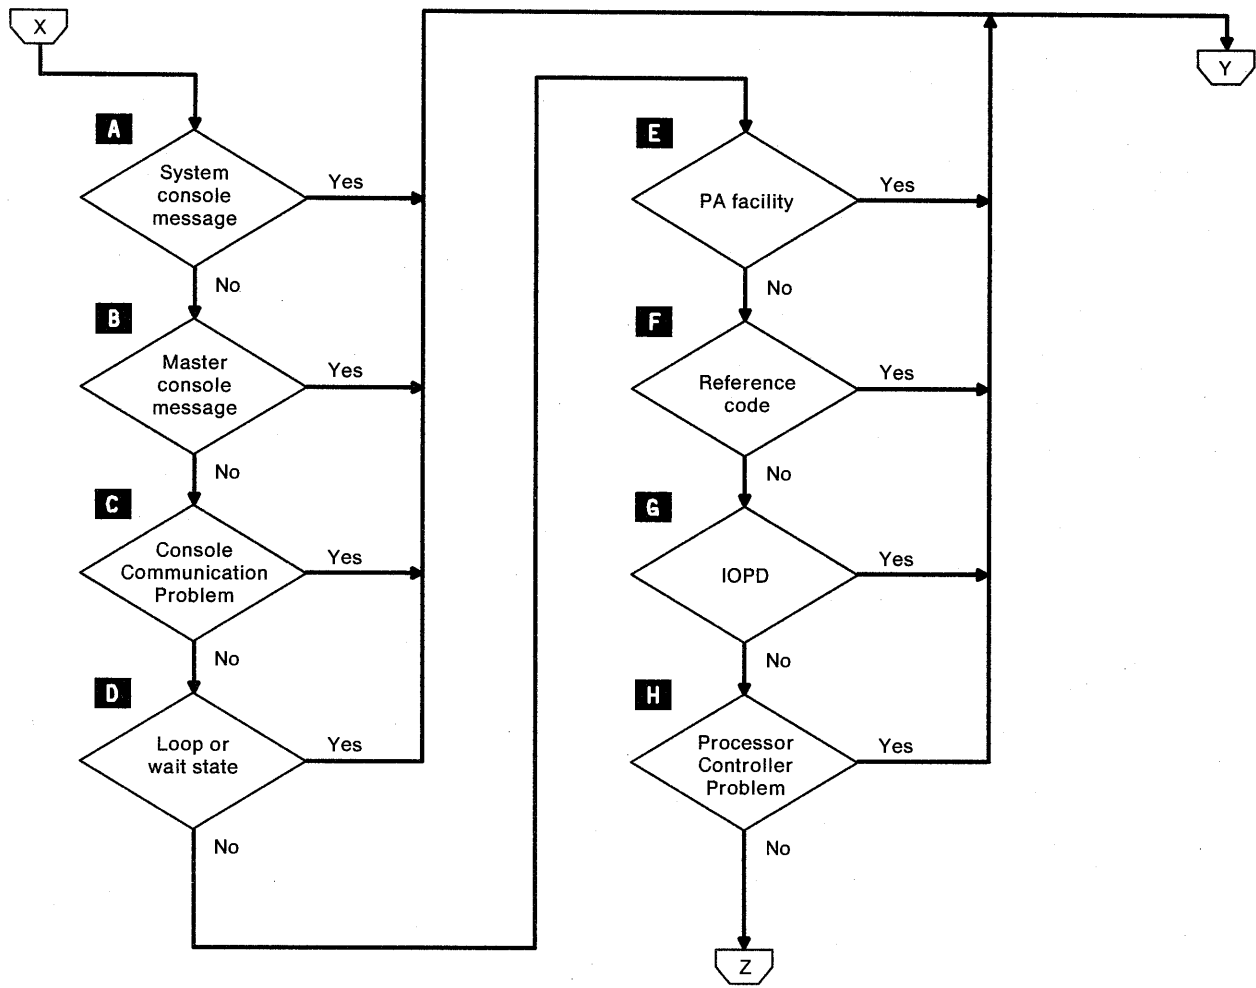 X
Y
A
System
console
message
Yes
No
B
Master
console
message
Yes
No
C
Console
Communication
Problem
Yes
No
D
Loop or
wait state
Yes
No
E
PA facility
Yes
No
F
Reference
code
Yes
No
G
IOPD
Yes
No
H
Processor
Controller
Problem
Yes
No
Z